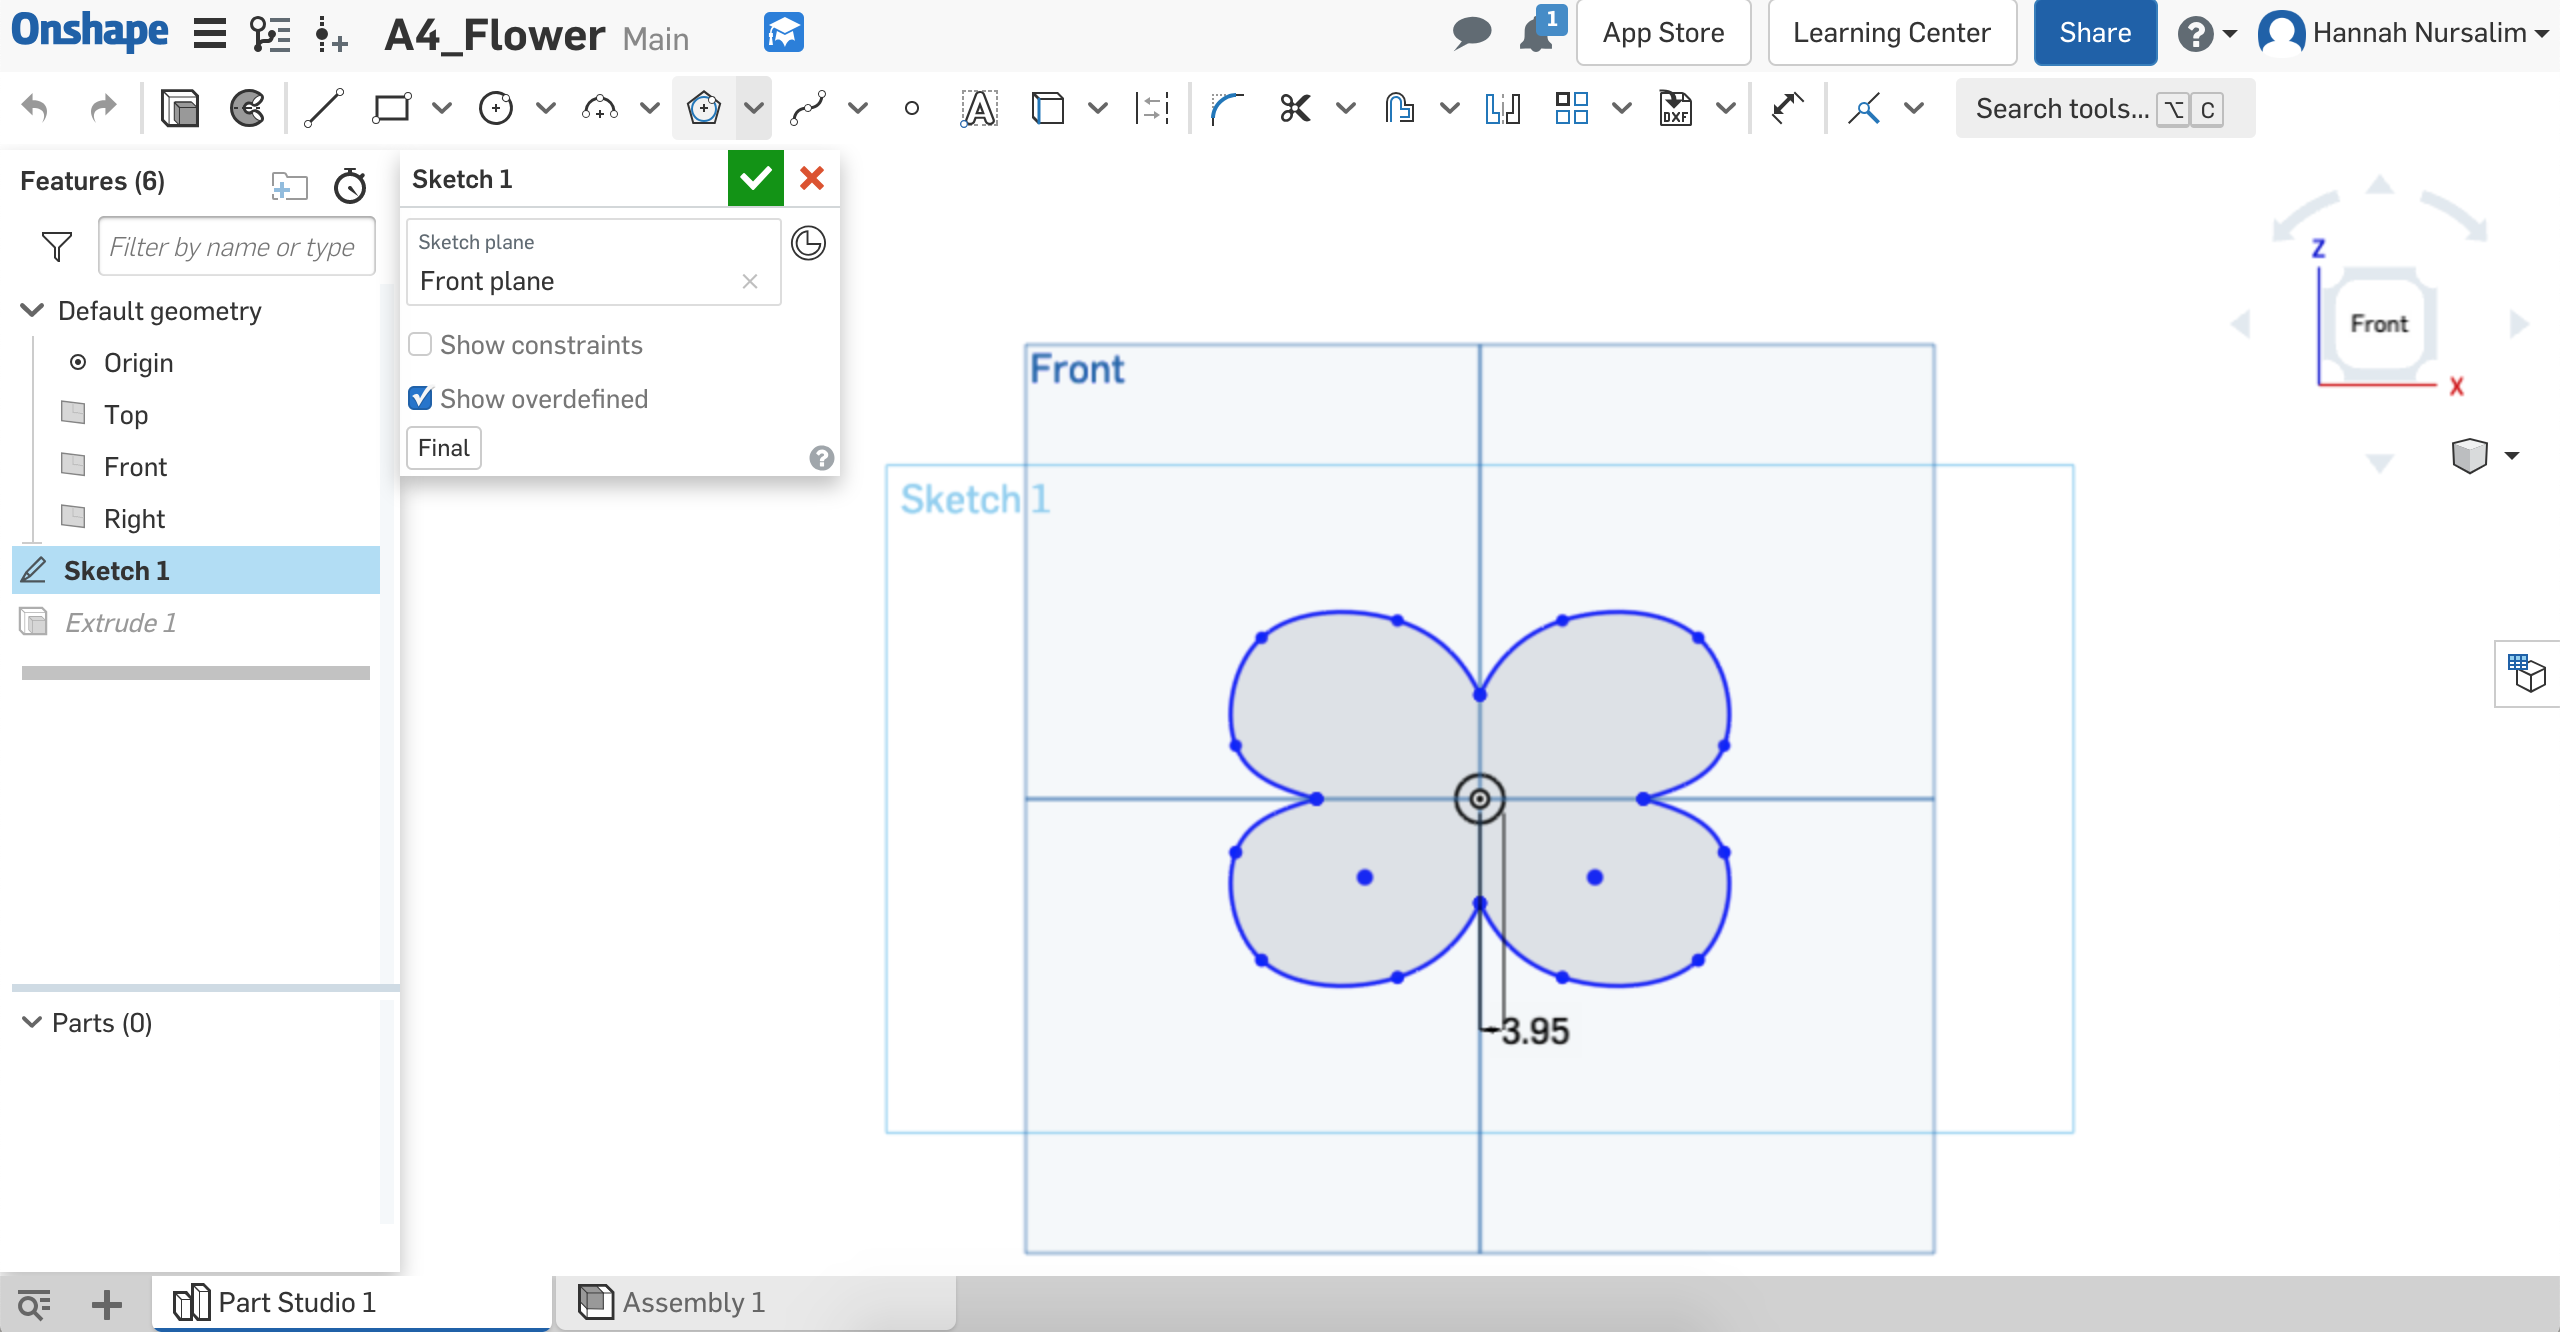 Onshape A4_Flower Main 1 App Store Learning Center Share ? Hannah Nursalim
A DXF Search tools... ⌥ C
Features (6)
Filter by name or type
Default geometry
Origin
Top
Front
Right
Sketch 1
Extrude 1
Parts (0)
Sketch 1
Sketch plane
Front plane
Show constraints
Show overdefined
Final ?
Front
Sketch 1
3.95
Z
Front
X
Part Studio 1 Assembly 1